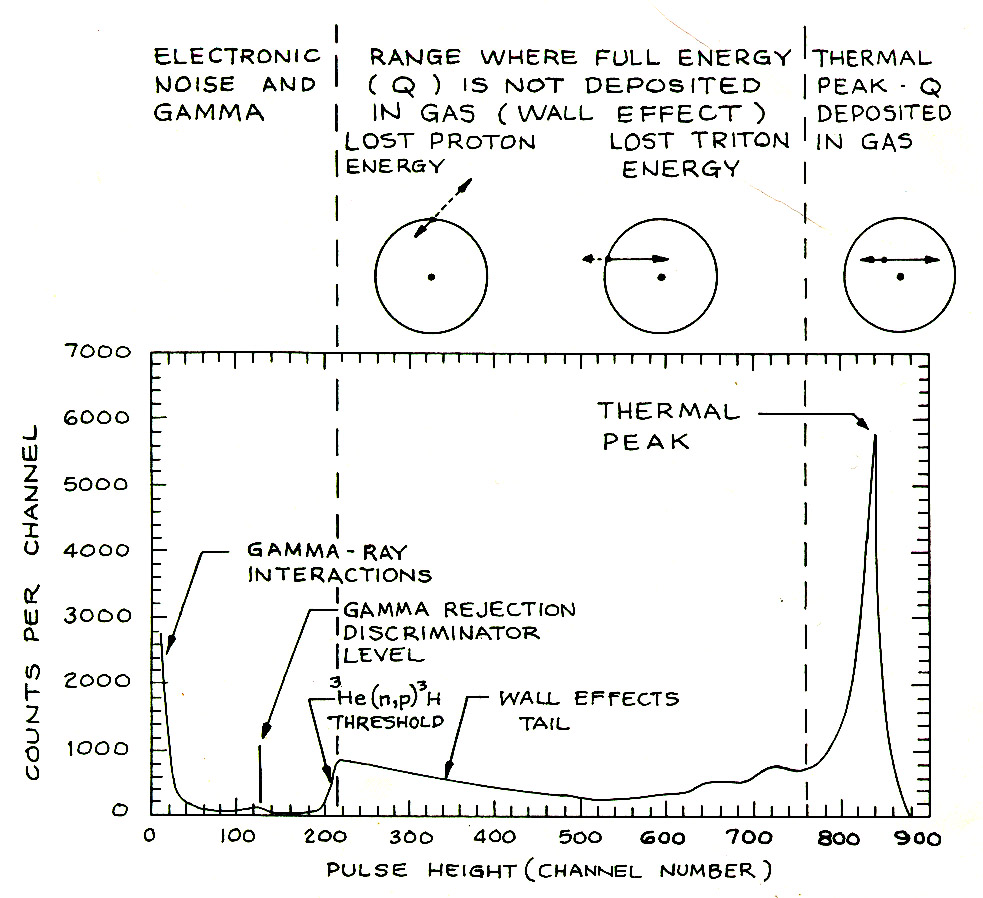 ELECTRONIC
NOISE AND
GAMMA
RANGE WHERE FULL ENERGY
( Q ) IS NOT DEPOSITED
IN GAS ( WALL EFFECT )
LOST PROTON
ENERGY
LOST TRITON
ENERGY
THERMAL
PEAK - Q
DEPOSITED
IN GAS
7000
6000
5000
4000
3000
2000
1000
0
COUNTS PER CHANNEL
THERMAL
PEAK
GAMMA-RAY
INTERACTIONS
GAMMA REJECTION
DISCRIMINATOR
LEVEL
³He(n,p)³H
THRESHOLD
WALL EFFECTS
TAIL
0 100 200 300 400 500 600 700 800 900
PULSE HEIGHT (CHANNEL NUMBER)